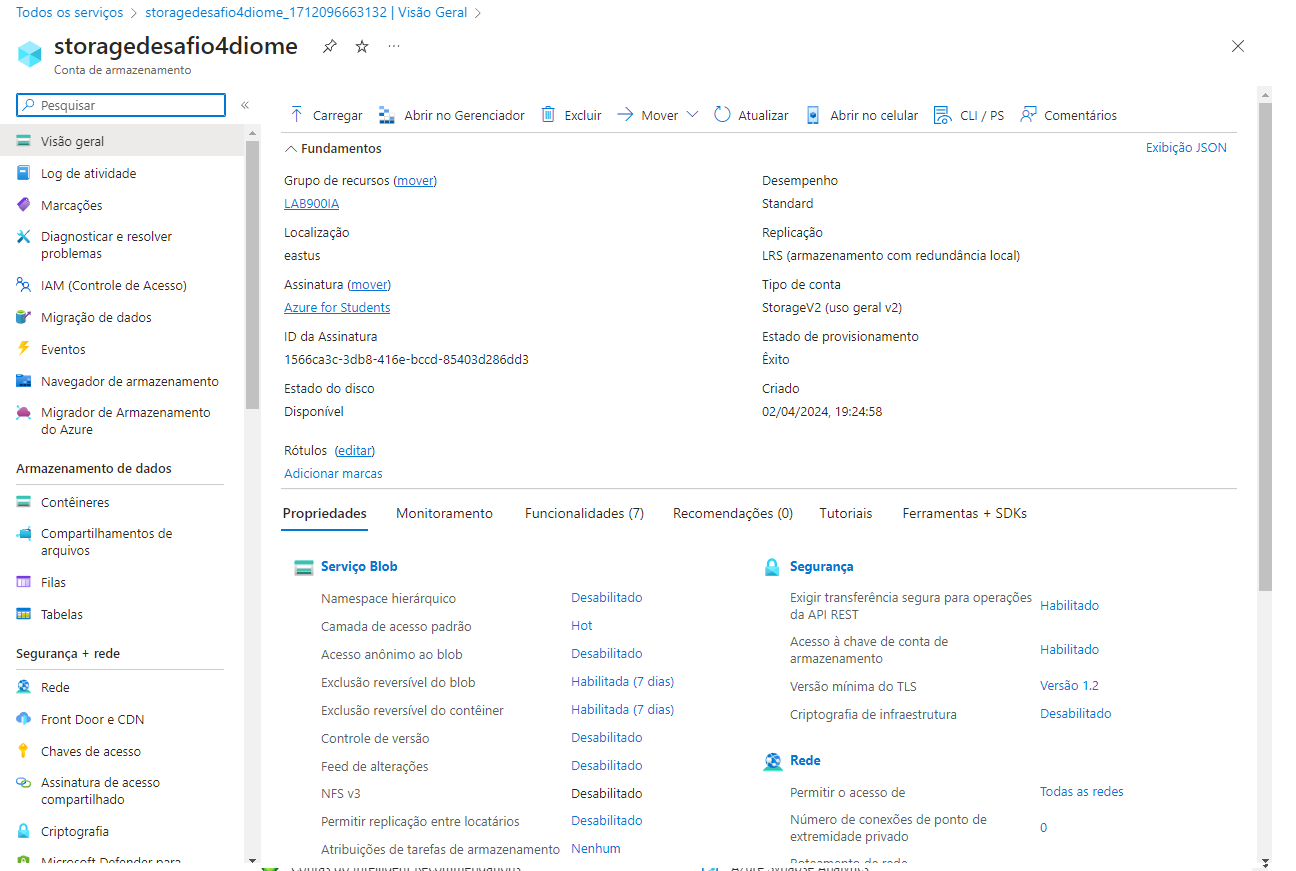 Todos os serviços > storagedesafio4diome_1712096663132 | Visão Geral >
storagedesafio4diome
Conta de armazenamento
Pesquisar
Visão geral
Log de atividade
Marcações
Diagnosticar e resolver
problemas
IAM (Controle de Acesso)
Migração de dados
Eventos
Navegador de armazenamento
Migrador de Armazenamento
do Azure
Armazenamento de dados
Contêineres
Compartilhamentos de
arquivos
Filas
Tabelas
Segurança + rede
Rede
Front Door e CDN
Chaves de acesso
Assinatura de acesso
compartilhado
Criptografia
Microsoft Defender para
Carregar Abrir no Gerenciador Excluir Mover Atualizar Abrir no celular CLI / PS Comentários
Fundamentos Exibição JSON
Grupo de recursos (mover)
LAB900IA
Localização
eastus
Assinatura (mover)
Azure for Students
ID da Assinatura
1566ca3c-3db8-416e-bccd-85403d286dd3
Estado do disco
Disponível
Desempenho
Standard
Replicação
LRS (armazenamento com redundância local)
Tipo de conta
StorageV2 (uso geral v2)
Estado de provisionamento
Êxito
Criado
02/04/2024, 19:24:58
Rótulos (editar)
Adicionar marcas
Propriedades Monitoramento Funcionalidades (7) Recomendações (0) Tutoriais Ferramentas + SDKs
Serviço Blob
Namespace hierárquico Desabilitado
Camada de acesso padrão Hot
Acesso anônimo ao blob Desabilitado
Exclusão reversível do blob Habilitada (7 dias)
Exclusão reversível do contêiner Habilitada (7 dias)
Controle de versão Desabilitado
Feed de alterações Desabilitado
NFS v3 Desabilitado
Permitir replicação entre locatários Desabilitado
Atribuições de tarefas de armazenamento Nenhum
Segurança
Exigir transferência segura para operações
da API REST Habilitado
Acesso à chave de conta de
armazenamento Habilitado
Versão mínima do TLS Versão 1.2
Criptografia de infraestrutura Desabilitado
Rede
Permitir o acesso de Todas as redes
Número de conexões de ponto de
extremidade privado 0
Roteamento de rede
Contas do Intelligent Recommendations Azure Synapse Analytics